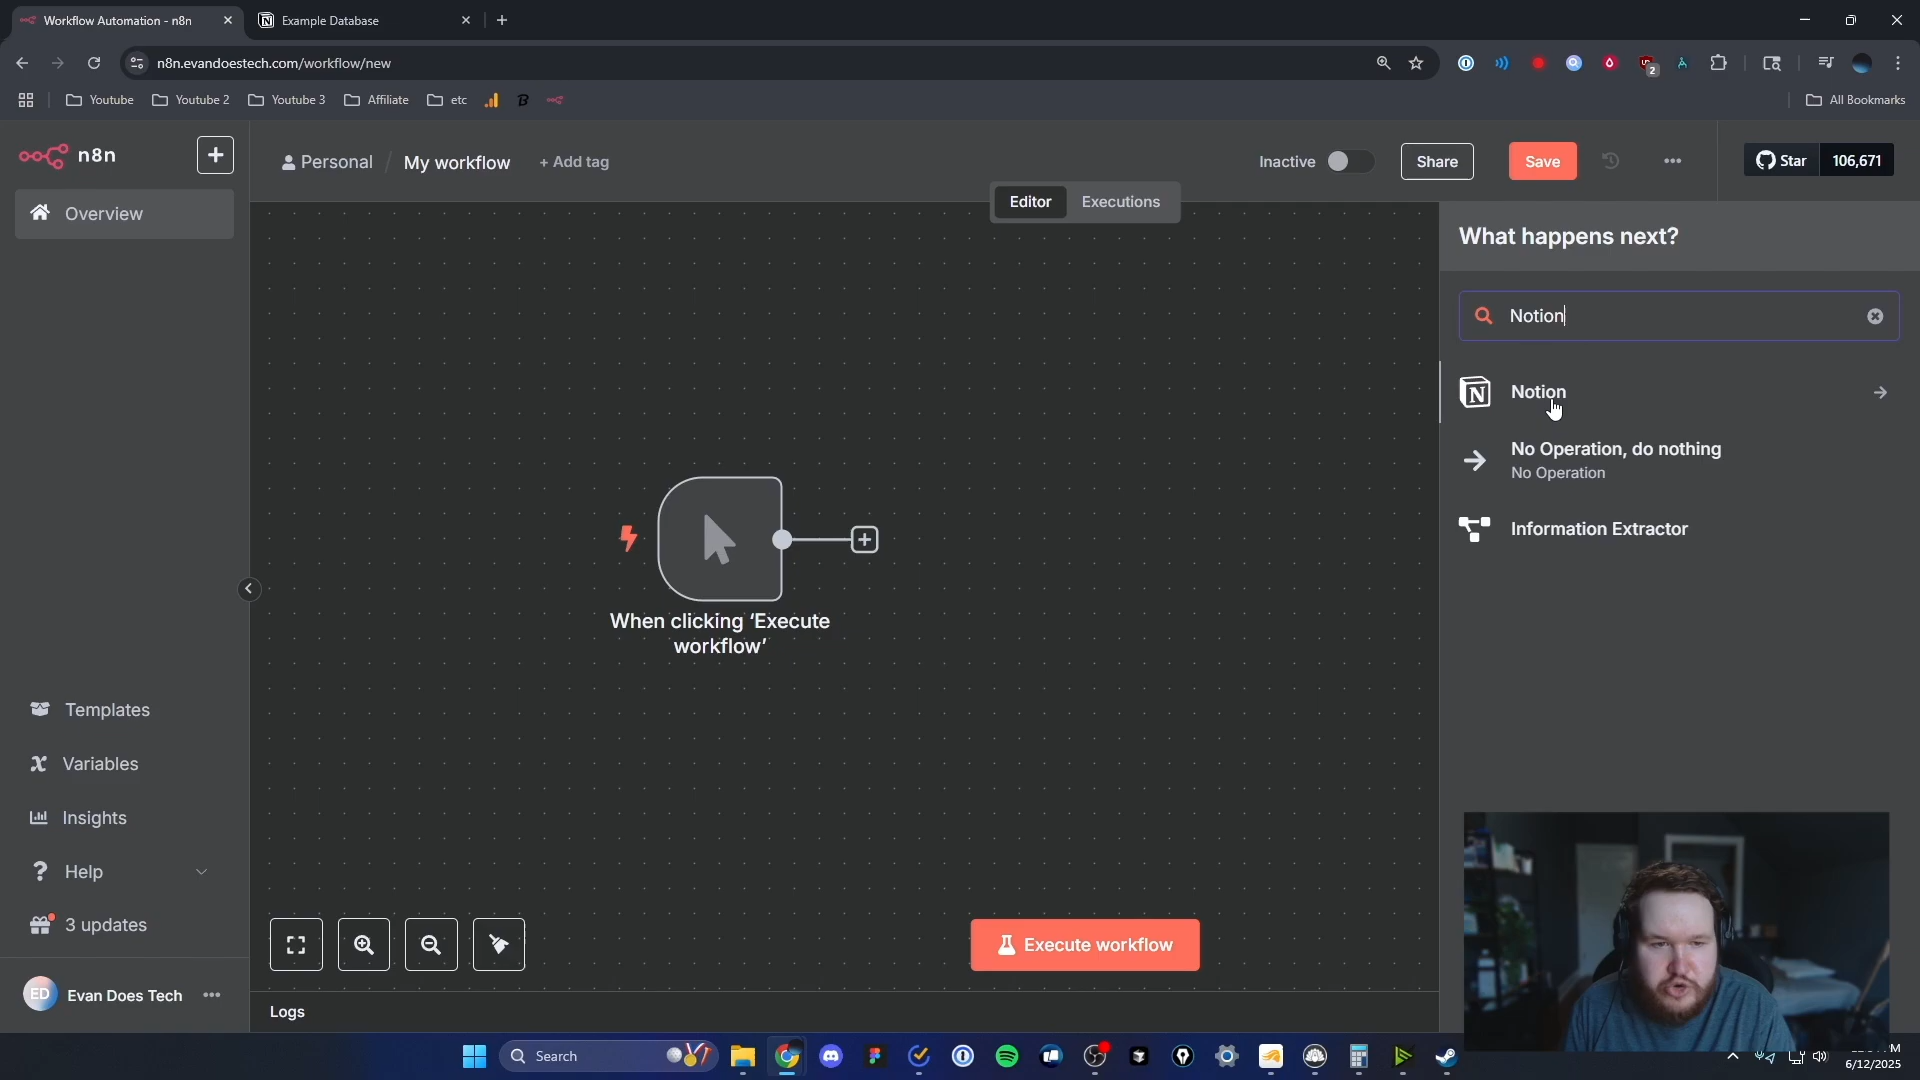 Workflow Automation - n8n
Example Database
n8n.evandoestech.com/workflow/new
2
Youtube
Youtube 2
Youtube 3
Affiliate
etc
All Bookmarks
n8n
Personal / My workflow
+ Add tag
Inactive
Share
Save
Star
106,671
Overview
Editor
Executions
What happens next?
Notion
Notion
No Operation, do nothing
No Operation
Information Extractor
When clicking ‘Execute
workflow’
Templates
Variables
Insights
Help
3 updates
Execute workflow
ED
Evan Does Tech
Logs
Search
6/12/2025